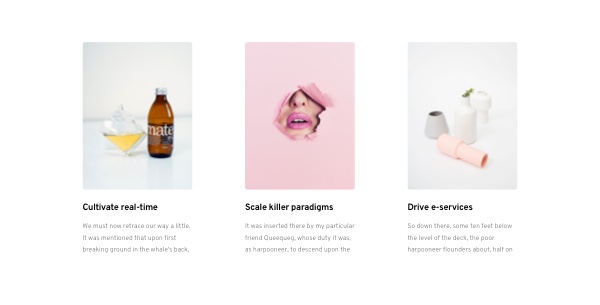 mate
Cultivate real-time
We must now retrace our way a little.
It was mentioned that upon first
breaking ground in the whale's back,
Scale killer paradigms
It was inserted there by my particular
friend Queequeg, whose duty it was,
as harpooneer, to descend upon the
Drive e-services
So down there, some ten feet below
the level of the deck, the poor
harpooneer flounders about, half on